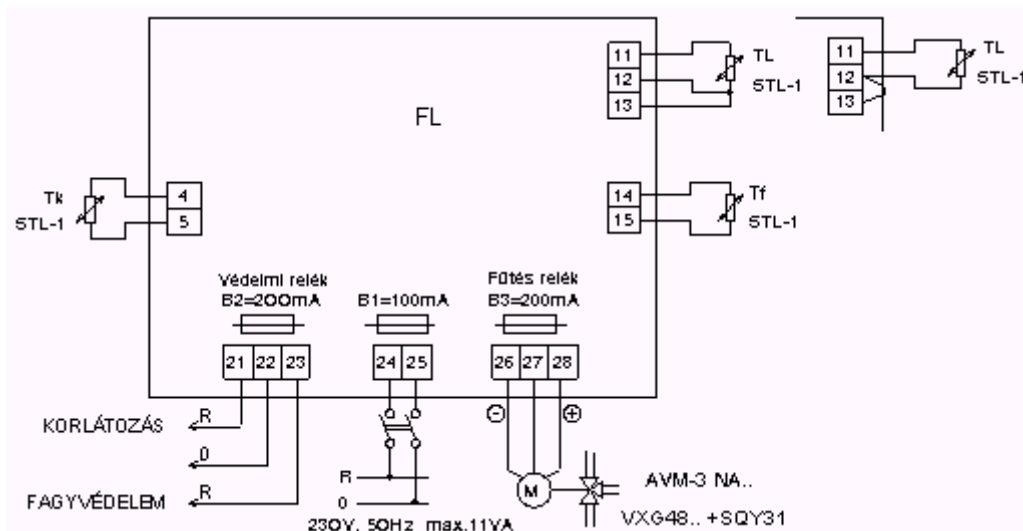 11
12
13
TL
STL-1
11
12
13
TL
STL-1
FL
Tk
STL-1
4
5
14
15
Tf
STL-1
Védelmi relék
B2=200mA
B1=100mA
Fűtés relék
B3=200mA
21 22 23
24 25
26 27 28
KORLÁTOZÁS
R
0
FAGYVÉDELEM
R
R
0
230V, 50Hz max.11VA
-
+
M
AVM-3 NA..
VXG48.. +SQY31